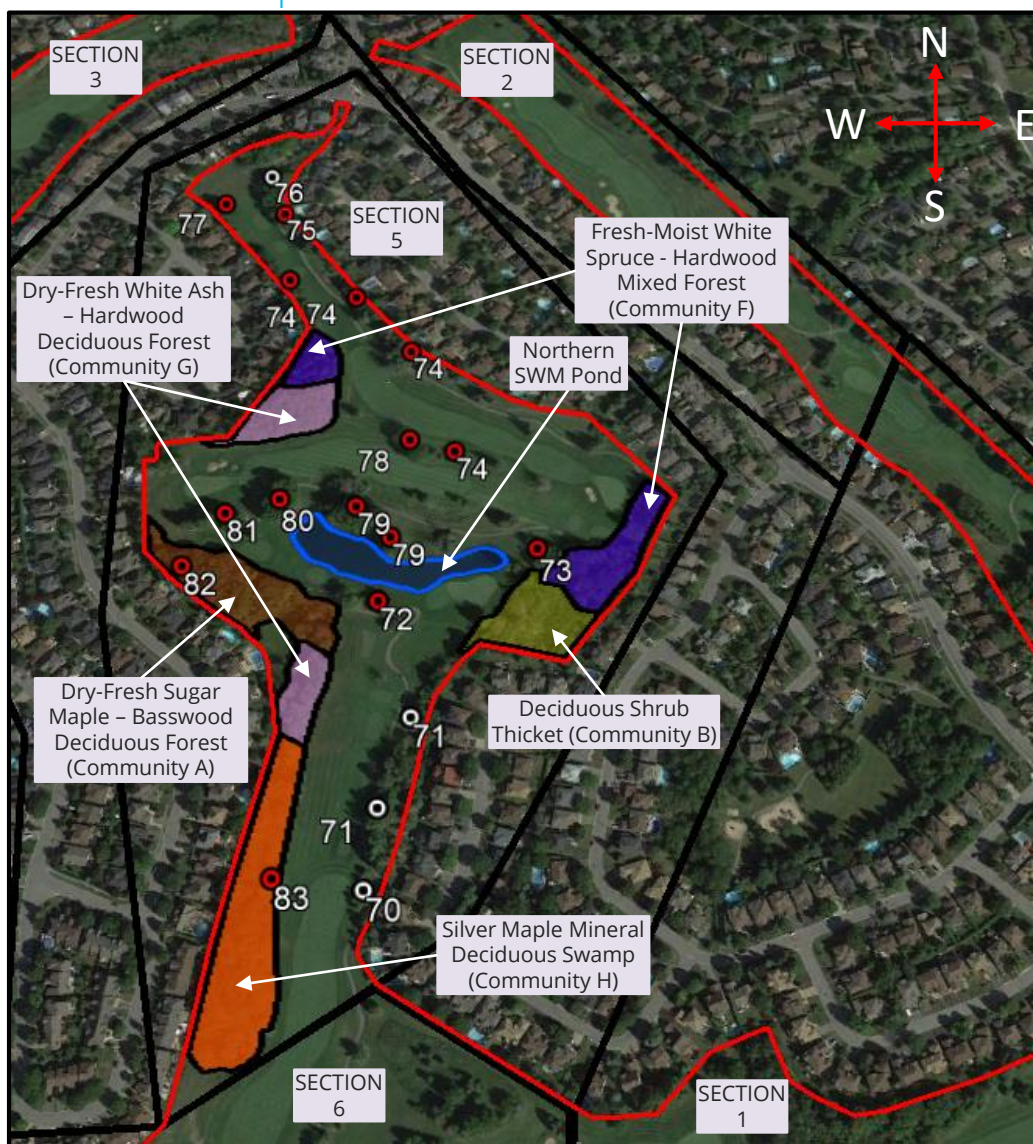 SECTION
3
SECTION
2
N
W
E
S
76
77
75
SECTION
5
Fresh-Moist White
Spruce - Hardwood
Mixed Forest
(Community F)
Dry-Fresh White Ash
– Hardwood
Deciduous Forest
(Community G)
74
74
74
Northern
SWM Pond
78
74
81
80
79
79
82
73
72
Dry-Fresh Sugar
Maple – Basswood
Deciduous Forest
(Community A)
Deciduous Shrub
Thicket (Community B)
71
71
83
70
Silver Maple Mineral
Deciduous Swamp
(Community H)
SECTION
6
SECTION
1